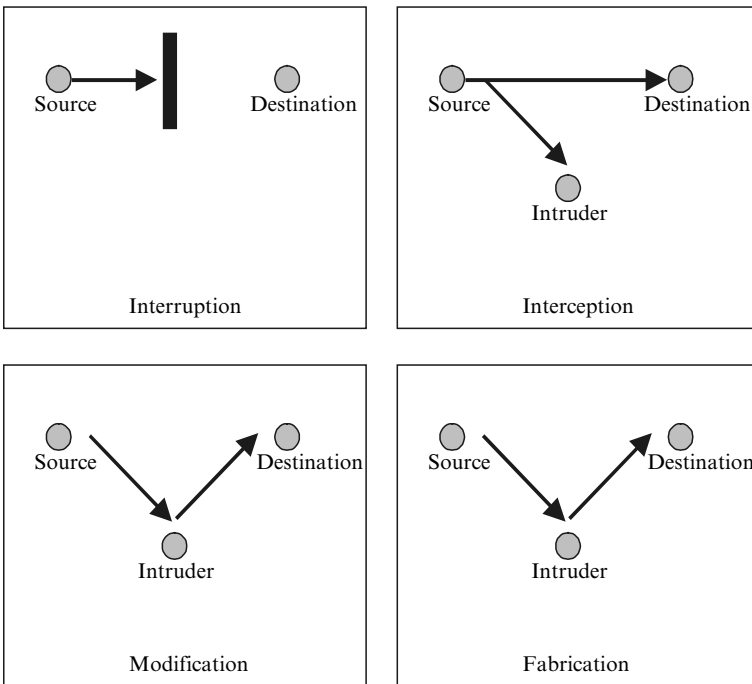 Source
Destination
Interruption
Source
Destination
Intruder
Interception
Source
Destination
Intruder
Modification
Source
Destination
Intruder
Fabrication